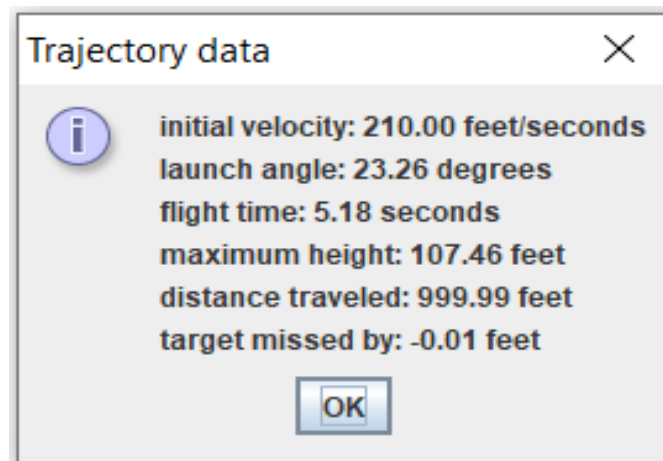 Trajectory data
initial velocity: 210.00 feet/seconds
launch angle: 23.26 degrees
flight time: 5.18 seconds
maximum height: 107.46 feet
distance traveled: 999.99 feet
target missed by: -0.01 feet
OK